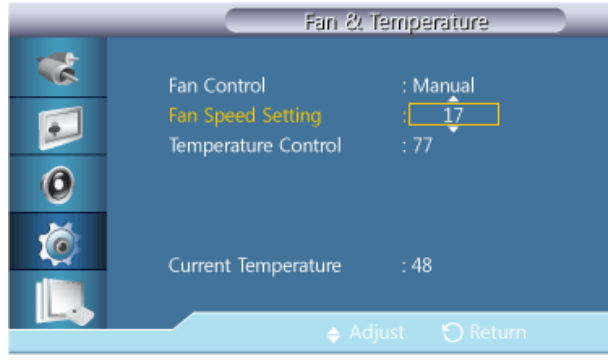 Fan & Temperature
Fan Control : Manual
Fan Speed Setting : 17
Temperature Control : 77
Current Temperature : 48
Adjust Return